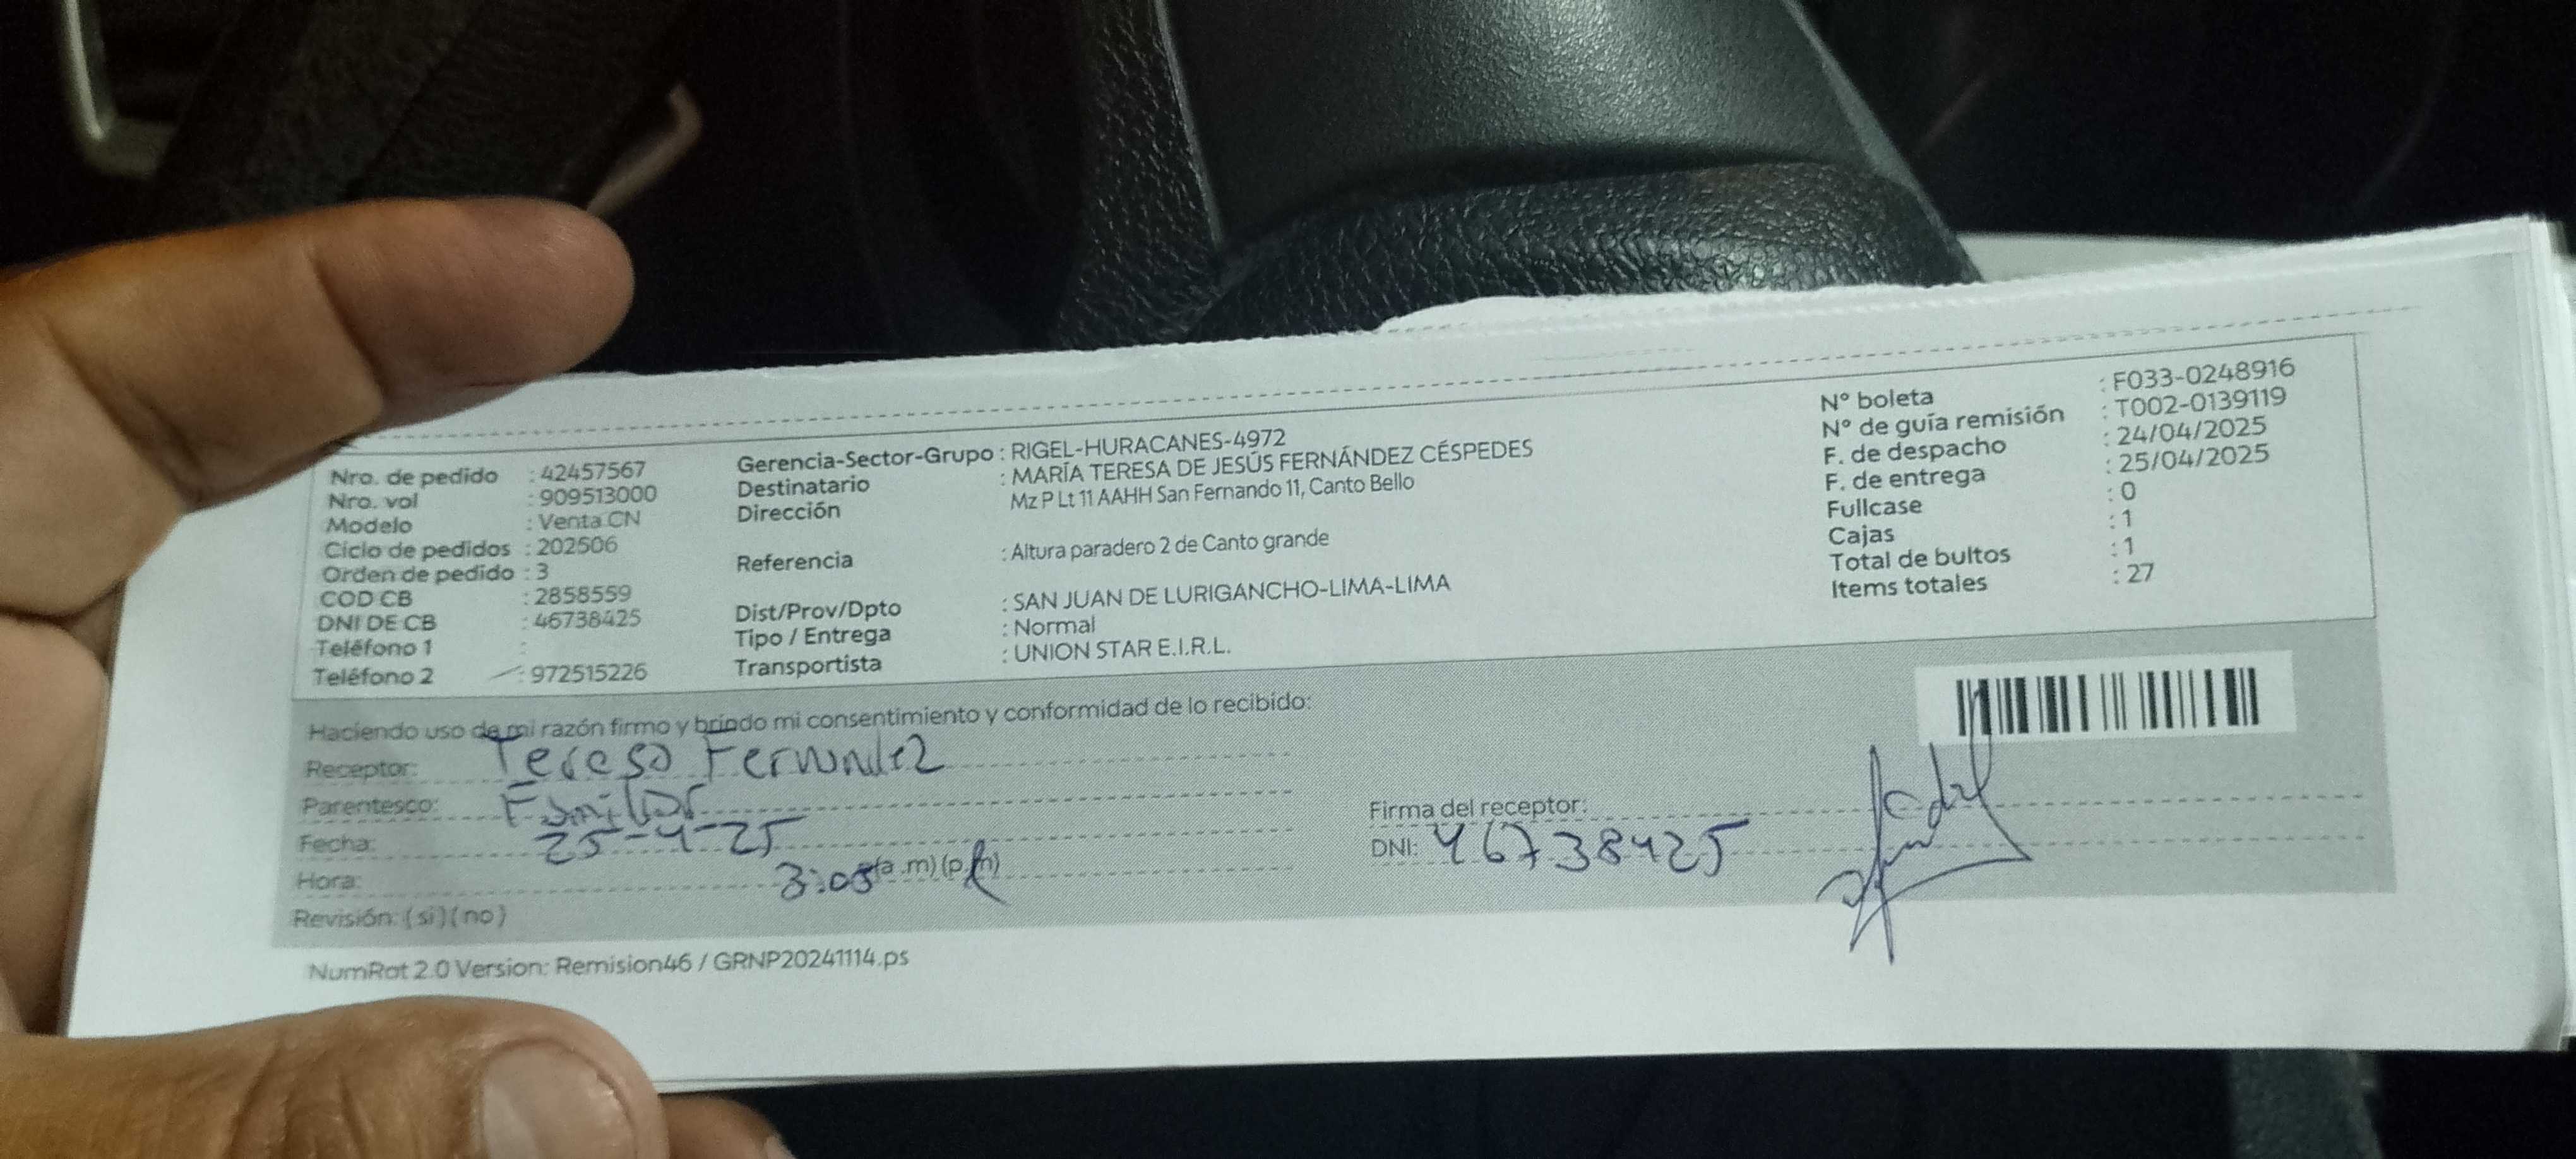 Nro. de pedido : 42457567
Nro. vol : 909513000
Modelo : Venta CN
Ciclo de pedidos : 202506
Orden de pedido : 3
COD CB : 2858559
DNI DE CB : 46738425
Teléfono 1 :
Teléfono 2 : 972515226
Gerencia-Sector-Grupo : RIGEL-HURACANES-4972
Destinatario : MARÍA TERESA DE JESÚS FERNÁNDEZ CÉSPEDES
Dirección Mz P Lt 11 AAHH San Fernando 11, Canto Bello
Referencia : Altura paradero 2 de Canto grande
Dist/Prov/Dpto : SAN JUAN DE LURIGANCHO-LIMA-LIMA
Tipo / Entrega : Normal
Transportista : UNION STAR E.I.R.L.
N° boleta : F033-0248916
N° de guía remisión : T002-0139119
F. de despacho : 24/04/2025
F. de entrega : 25/04/2025
Fullcase : 0
Cajas : 1
Total de bultos : 1
Items totales : 27
Haciendo uso de mi razón firmo y brindo mi consentimiento y conformidad de lo recibido:
Receptor: Teresa Fernandez
Parentesco: Familiar
Fecha: 25-4-25
Hora: 3:05 (a.m) (p.m)
Revisión: (si) (no)
Firma del receptor:
DNI: 46738425
NumRot 2.0 Version: Remision46 / GRNP20241114.ps